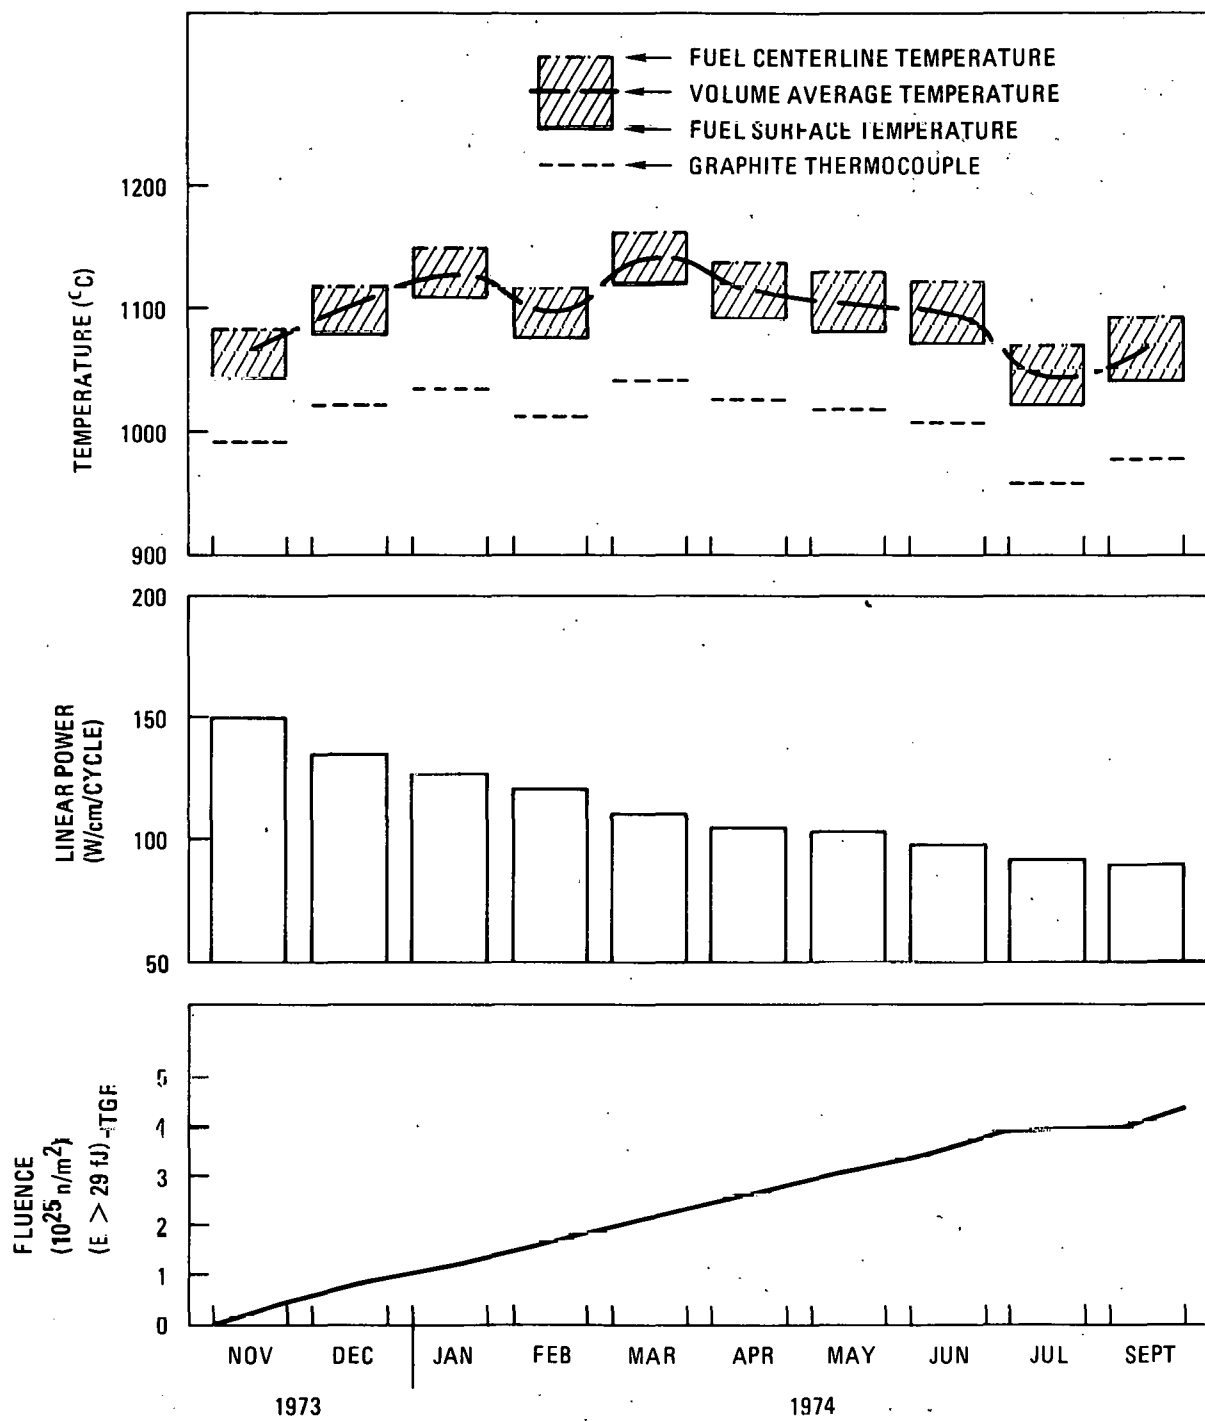 FUEL CENTERLINE TEMPERATURE
VOLUME AVERAGE TEMPERATURE
FUEL SURFACE TEMPERATURE
GRAPHITE THERMOCOUPLE
TEMPERATURE (°C)
1200
1100
1000
900
LINEAR POWER
(W/cm/CYCLE)
200
150
100
50
FLUENCE
(10²⁵ n/m²)
(E > 29 fJ) HTGR
5
4
3
2
1
0
NOV DEC JAN FEB MAR APR MAY JUN JUL SEPT
1973 1974